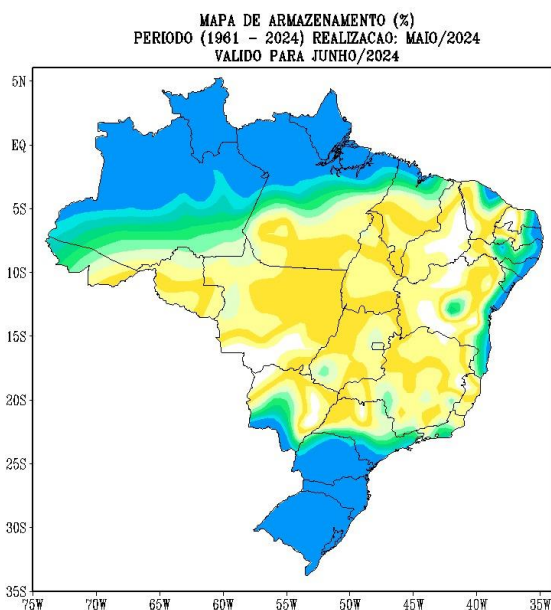 MAPA DE ARMAZENAMENTO (%)
PERIODO (1961 - 2024) REALIZACAO: MAIO/2024
VALIDO PARA JUNHO/2024
5N
EQ
5S
10S
15S
20S
25S
30S
35S
75W 70W 65W 60W 55W 50W 45W 40W 35W